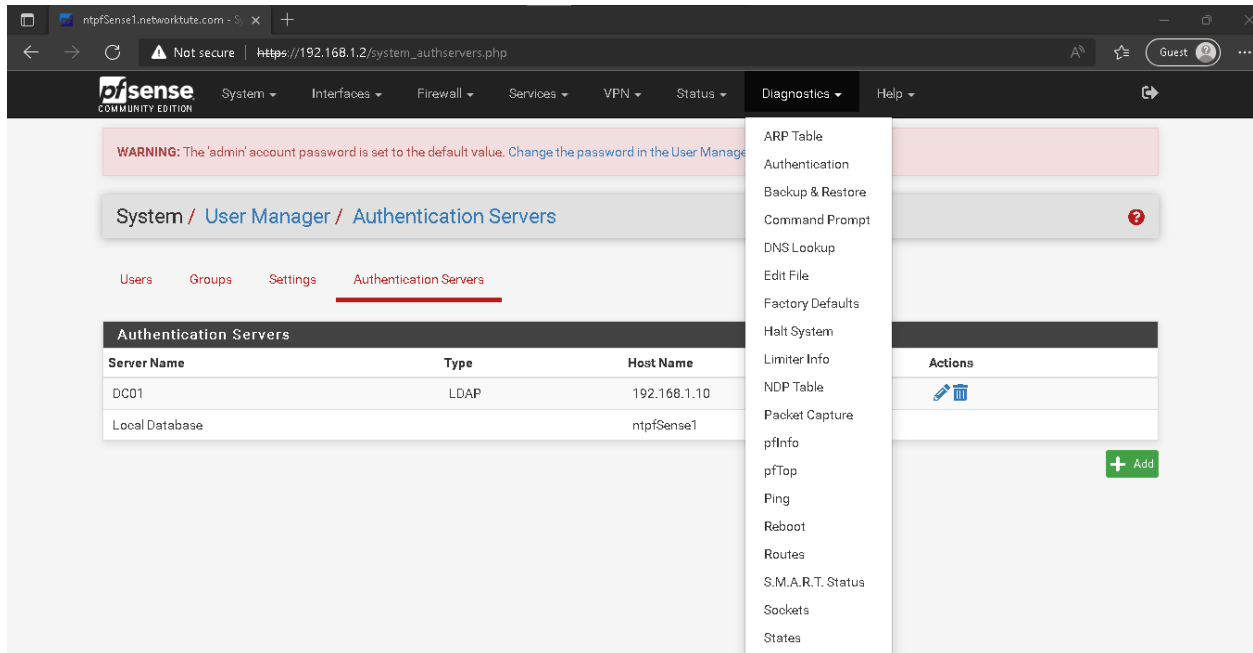 ntpfSense1.networktute.com - S
Not secure | https://192.168.1.2/system_authservers.php
Guest
pfsense
COMMUNITY EDITION
System Interfaces Firewall Services VPN Status Diagnostics Help
WARNING: The 'admin' account password is set to the default value. Change the password in the User Manage
System / User Manager / Authentication Servers
Users Groups Settings Authentication Servers
Authentication Servers
Server Name Type Host Name Actions
DC01 LDAP 192.168.1.10
Local Database ntpfSense1
Add
ARP Table
Authentication
Backup & Restore
Command Prompt
DNS Lookup
Edit File
Factory Defaults
Halt System
Limiter Info
NDP Table
Packet Capture
pfInfo
pfTop
Ping
Reboot
Routes
S.M.A.R.T. Status
Sockets
States